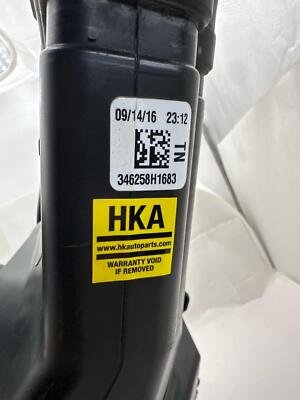 09/14/16 23:12
TN
346258H1683
HKA
www.hkautoparts.com
WARRANTY VOID
IF REMOVED